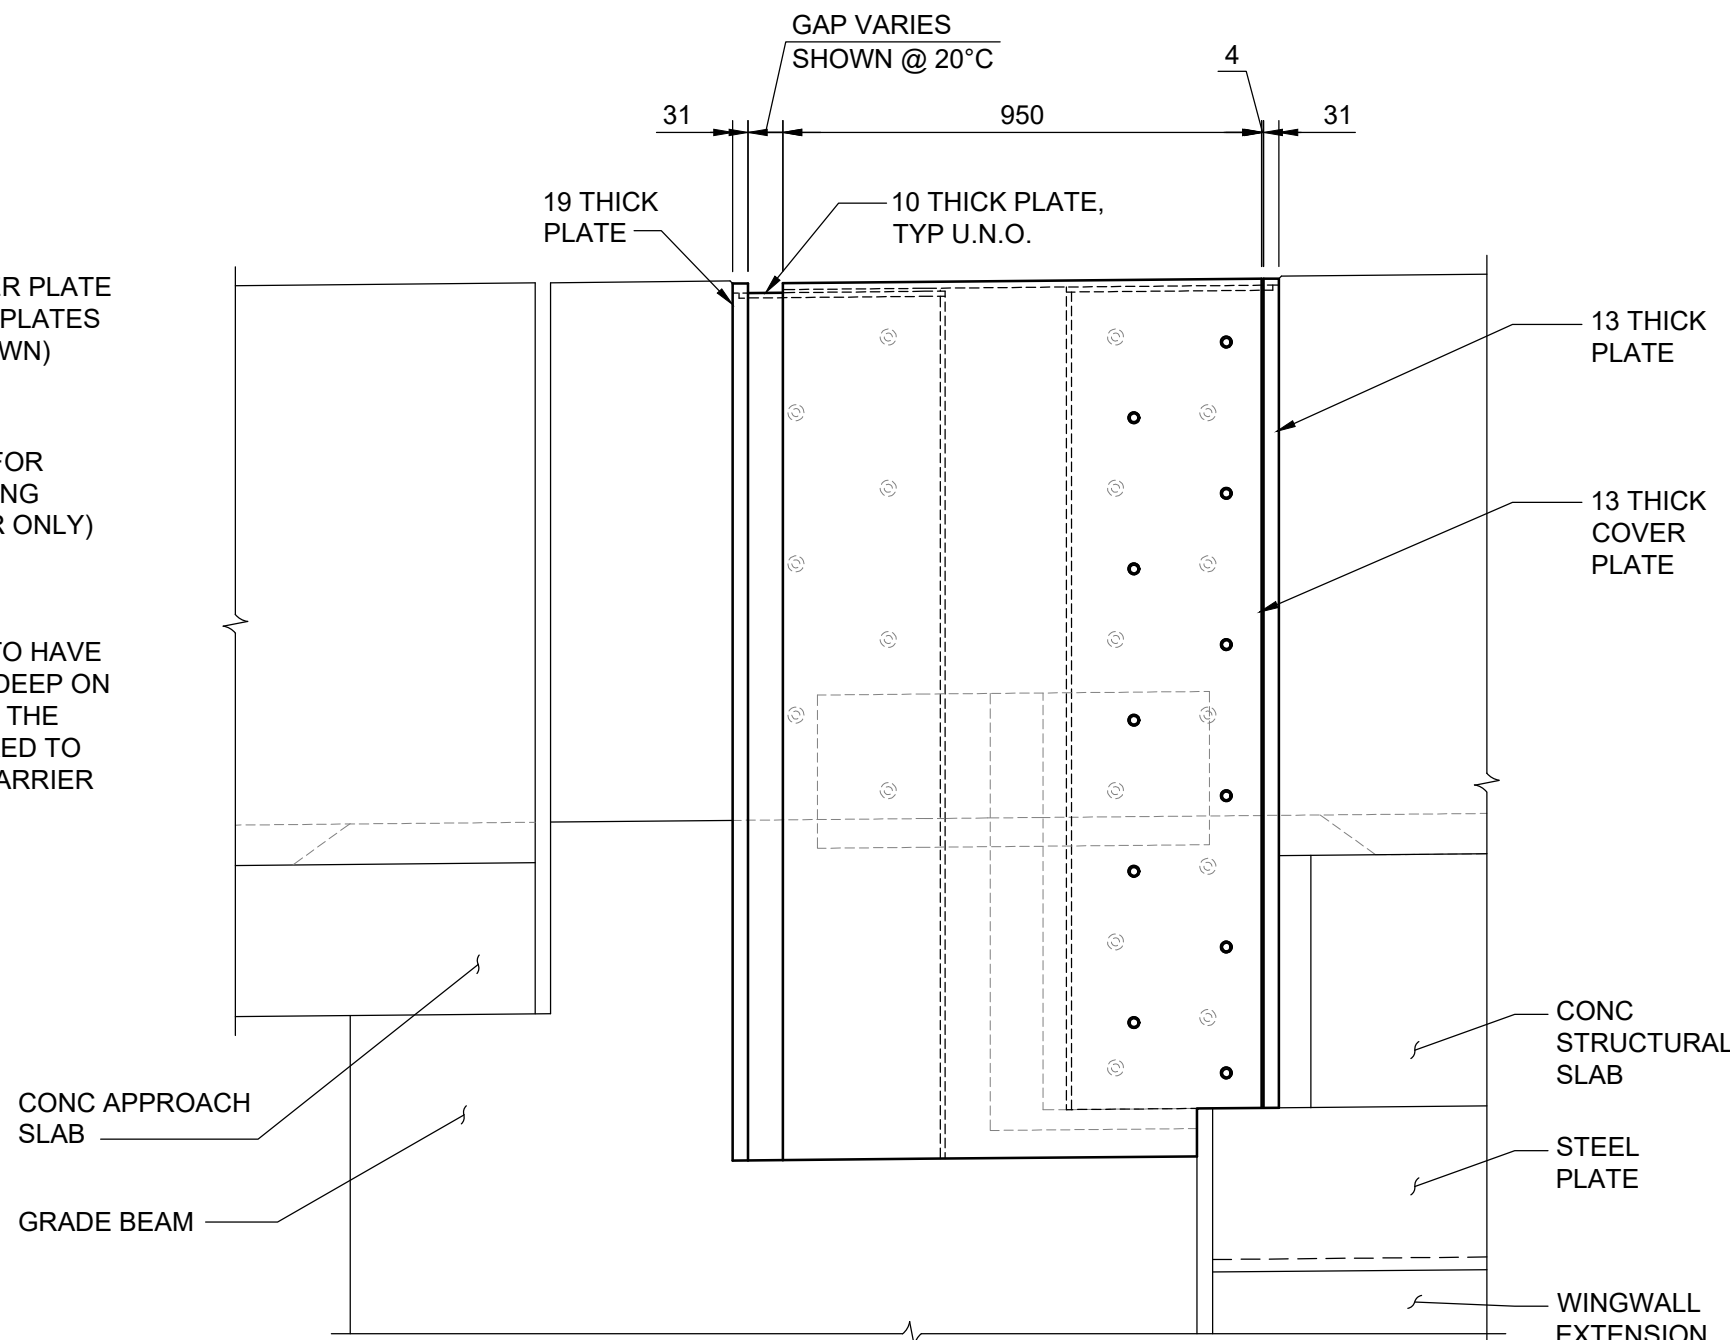 GAP VARIES
SHOWN @ 20°C
4
31
950
31
19 THICK
PLATE
10 THICK PLATE,
TYP U.N.O.
ER PLATE
PLATES
WN)
13 THICK
PLATE
FOR
NG
R ONLY)
13 THICK
COVER
PLATE
TO HAVE
DEEP ON
THE
ED TO
ARRIER
CONC APPROACH
SLAB
GRADE BEAM
CONC
STRUCTURAL
SLAB
STEEL
PLATE
WINGWALL
EXTENSION